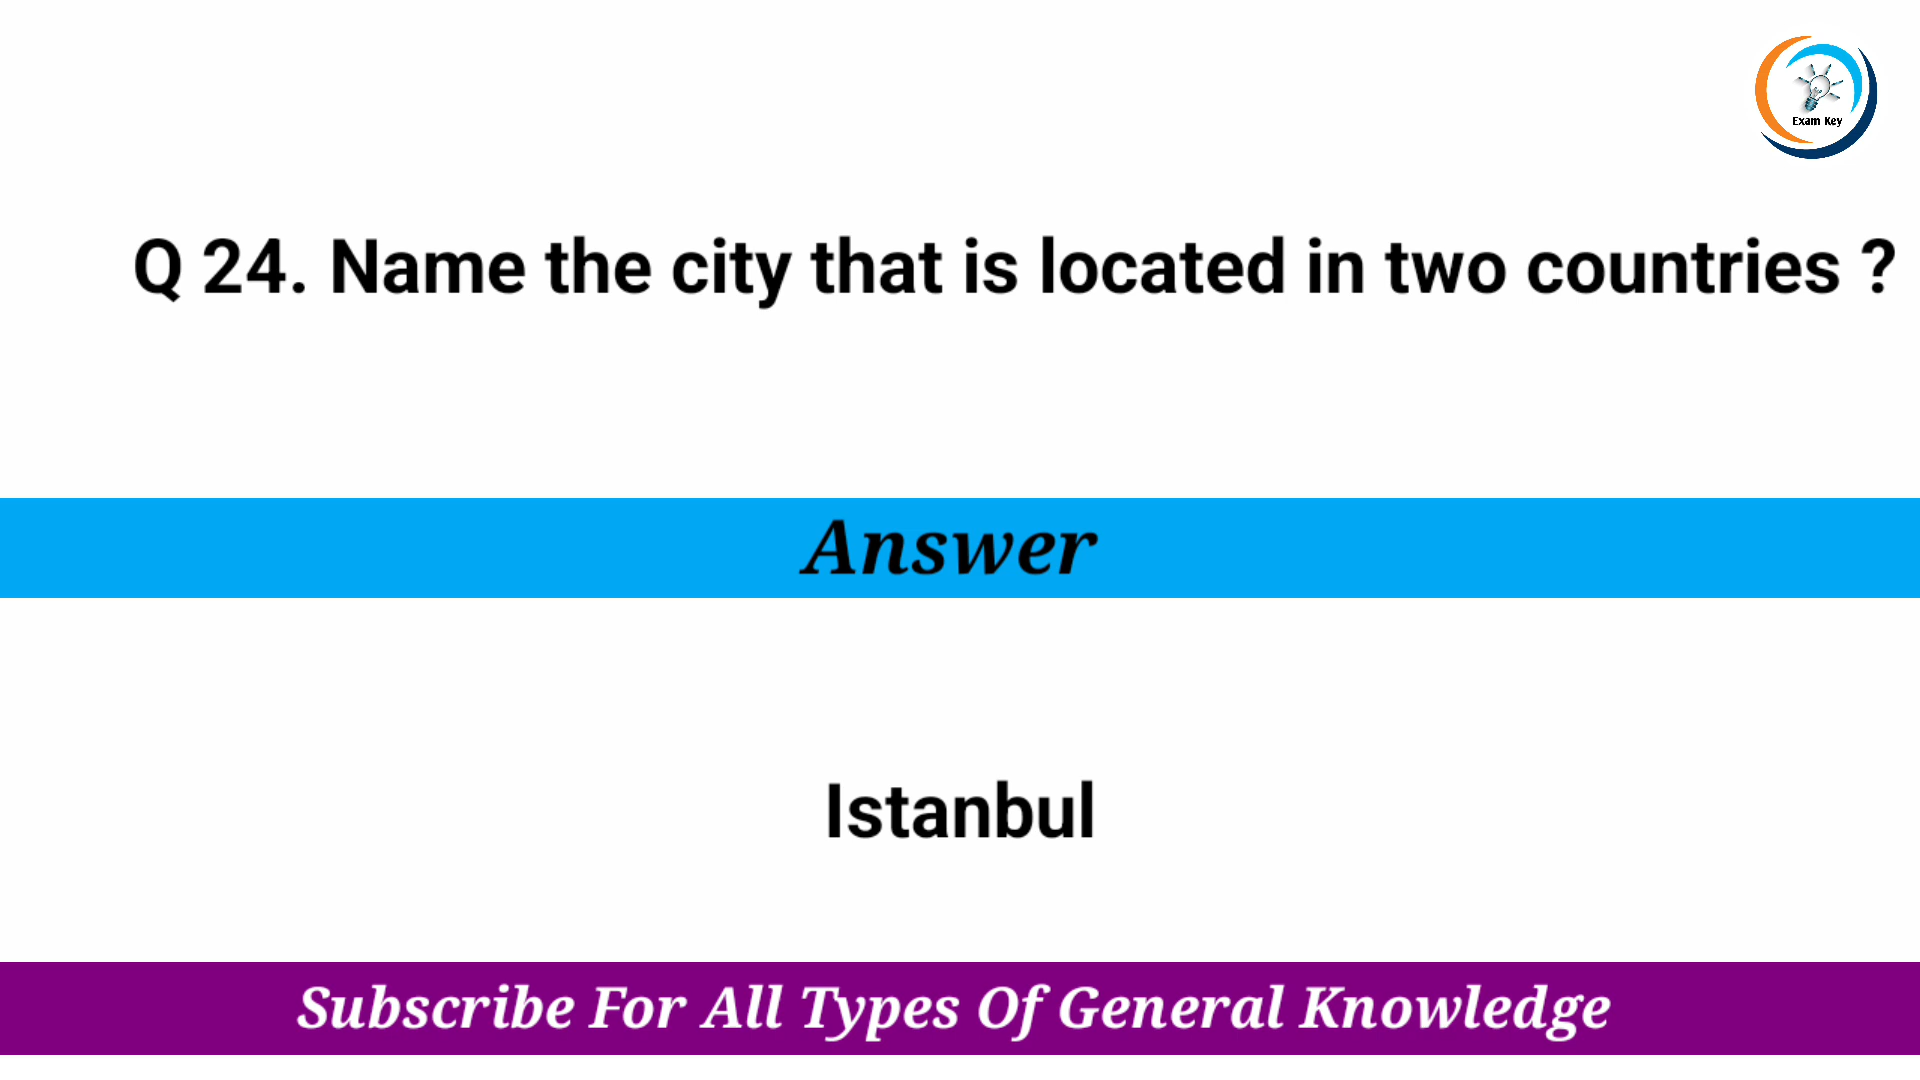 Exam Key
Q 24. Name the city that is located in two countries ?
Answer
Istanbul
Subscribe For All Types Of General Knowledge